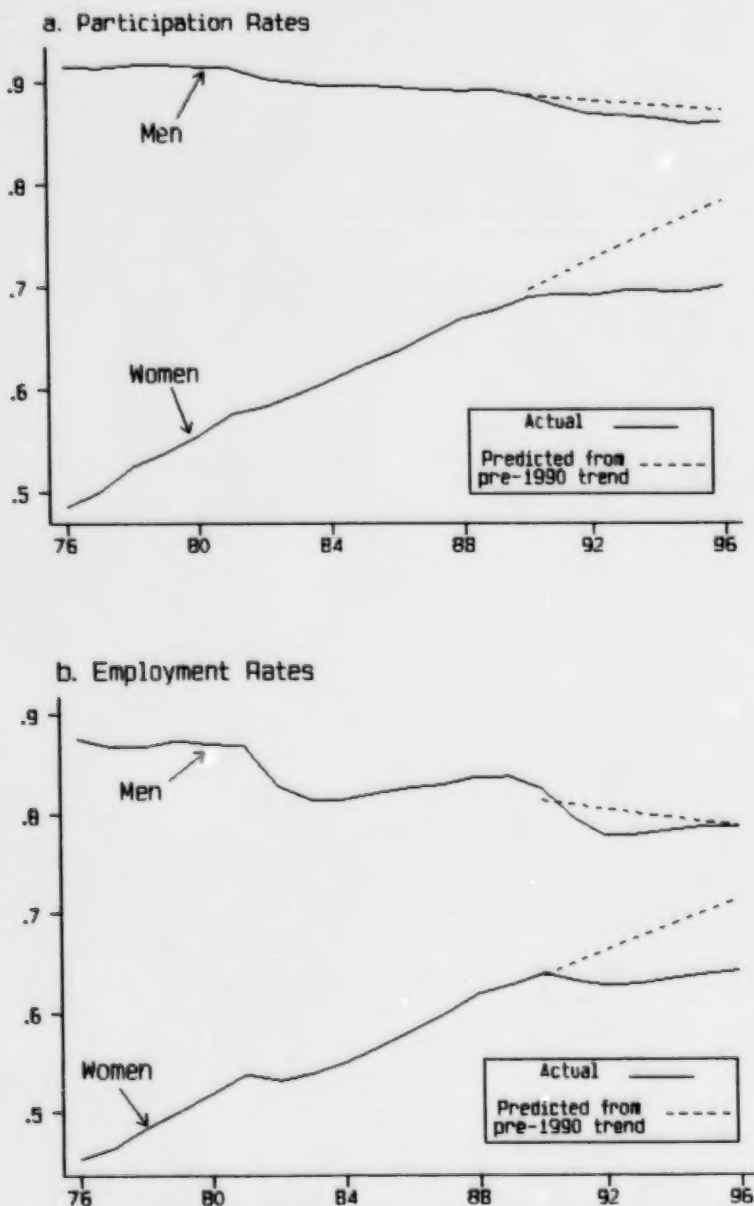 a. Participation Rates
.9
Men
.8
.7
Women
.6
Actual
Predicted from
pre-1990 trend
.5
76 80 84 88 92 96
b. Employment Rates
.9
Men
.8
.7
.6
Women
Actual
Predicted from
pre-1990 trend
.5
76 80 84 88 92 96